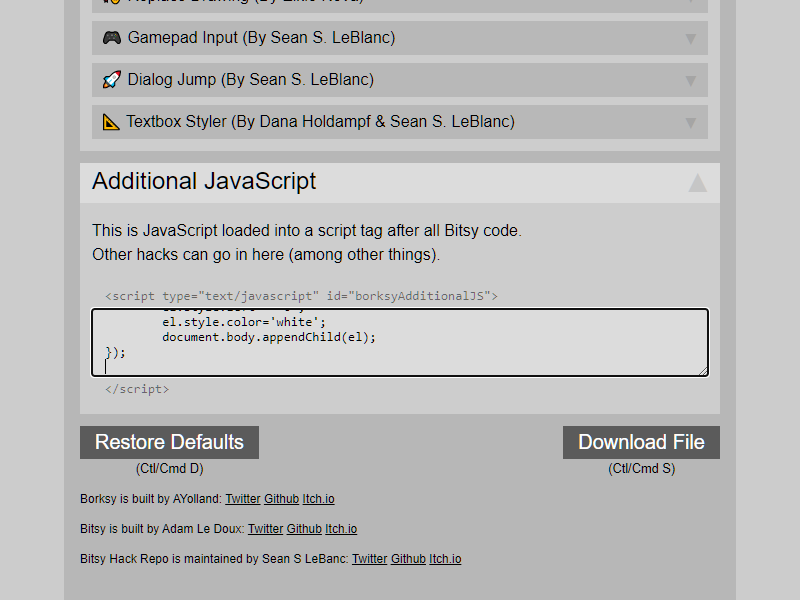 🎮 Gamepad Input (By Sean S. LeBlanc) ▼
🚀 Dialog Jump (By Sean S. LeBlanc) ▼
📐 Textbox Styler (By Dana Holdampf & Sean S. LeBlanc) ▼
Additional JavaScript ▲
This is JavaScript loaded into a script tag after all Bitsy code.
Other hacks can go in here (among other things).
<script type="text/javascript" id="borksyAdditionalJS">
el.style.color='white';
document.body.appendChild(el);
});
</script>
Restore Defaults
(Ctl/Cmd D)
Download File
(Ctl/Cmd S)
Borksy is built by AYolland: Twitter Github Itch.io
Bitsy is built by Adam Le Doux: Twitter Github Itch.io
Bitsy Hack Repo is maintained by Sean S LeBanc: Twitter Github Itch.io